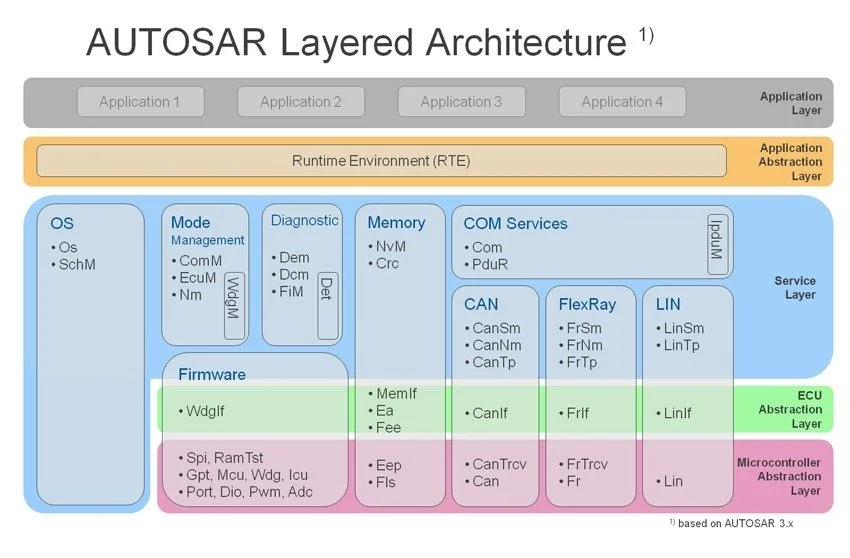 AUTOSAR Layered Architecture 1)
Application 1
Application 2
Application 3
Application 4
Application
Layer
Runtime Environment (RTE)
Application
Abstraction
Layer
OS
• Os
• SchM
Mode
Management
• ComM
• EcuM
• Nm
WdgM
Diagnostic
• Dem
• Dcm
• FiM
Det
Memory
• NvM
• Crc
COM Services
• Com
• PduR
IpduM
CAN
• CanSm
• CanNm
• CanTp
FlexRay
• FrSm
• FrNm
• FrTp
LIN
• LinSm
• LinTp
Service
Layer
Firmware
• WdgIf
• MemIf
• Ea
• Fee
• CanIf
• FrIf
• LinIf
ECU
Abstraction
Layer
• Spi, RamTst
• Gpt, Mcu, Wdg, Icu
• Port, Dio, Pwm, Adc
• Eep
• Fls
• CanTrcv
• Can
• FrTrcv
• Fr
• Lin
Microcontroller
Abstraction
Layer
1) based on AUTOSAR 3.x